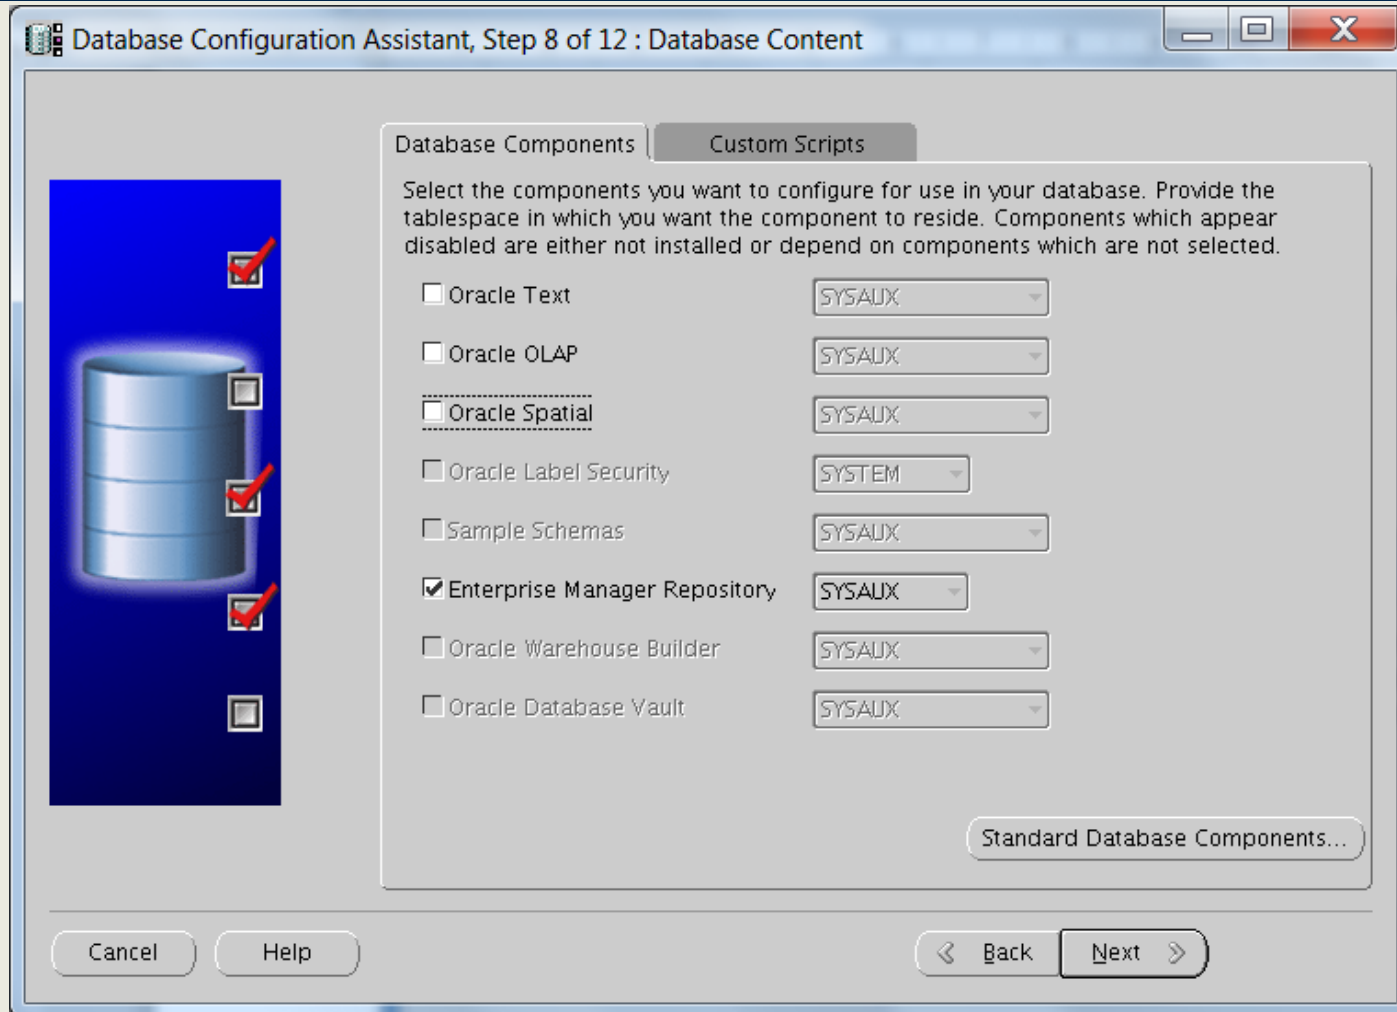 Database Configuration Assistant, Step 8 of 12 : Database Content
Database Components
Custom Scripts
Select the components you want to configure for use in your database. Provide the
tablespace in which you want the component to reside. Components which appear
disabled are either not installed or depend on components which are not selected.
Oracle Text
SYSAUX
Oracle OLAP
SYSAUX
Oracle Spatial
SYSAUX
Oracle Label Security
SYSTEM
Sample Schemas
SYSAUX
Enterprise Manager Repository
SYSAUX
Oracle Warehouse Builder
SYSAUX
Oracle Database Vault
SYSAUX
Standard Database Components...
Cancel
Help
Back
Next